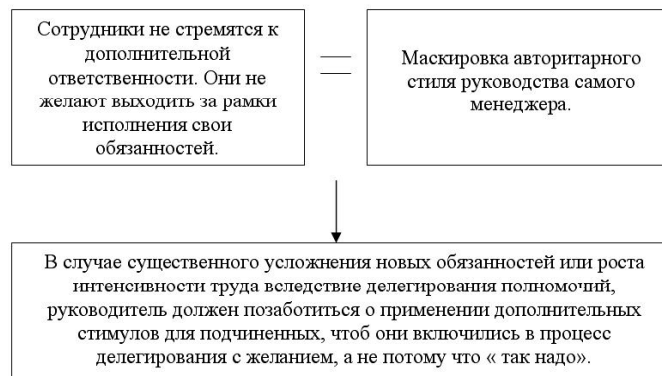 Сотрудники не стремятся к
дополнительной
ответственности. Они не
желают выходить за рамки
исполнения свои
обязанностей.
Маскировка авторитарного
стиля руководства самого
менеджера.
В случае существенного усложнения новых обязанностей или роста
интенсивности труда вследствие делегирования полномочий,
руководитель должен позаботиться о применении дополнительных
стимулов для подчиненных, чтоб они включились в процесс
делегирования с желанием, а не потому что « так надо».